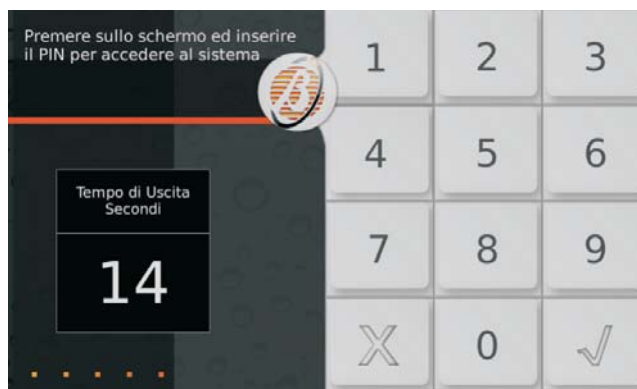 Premere sullo schermo ed inserire
il PIN per accedere al sistema
Tempo di Uscita
Secondi
14
1 2 3
4 5 6
7 8 9
X 0 √